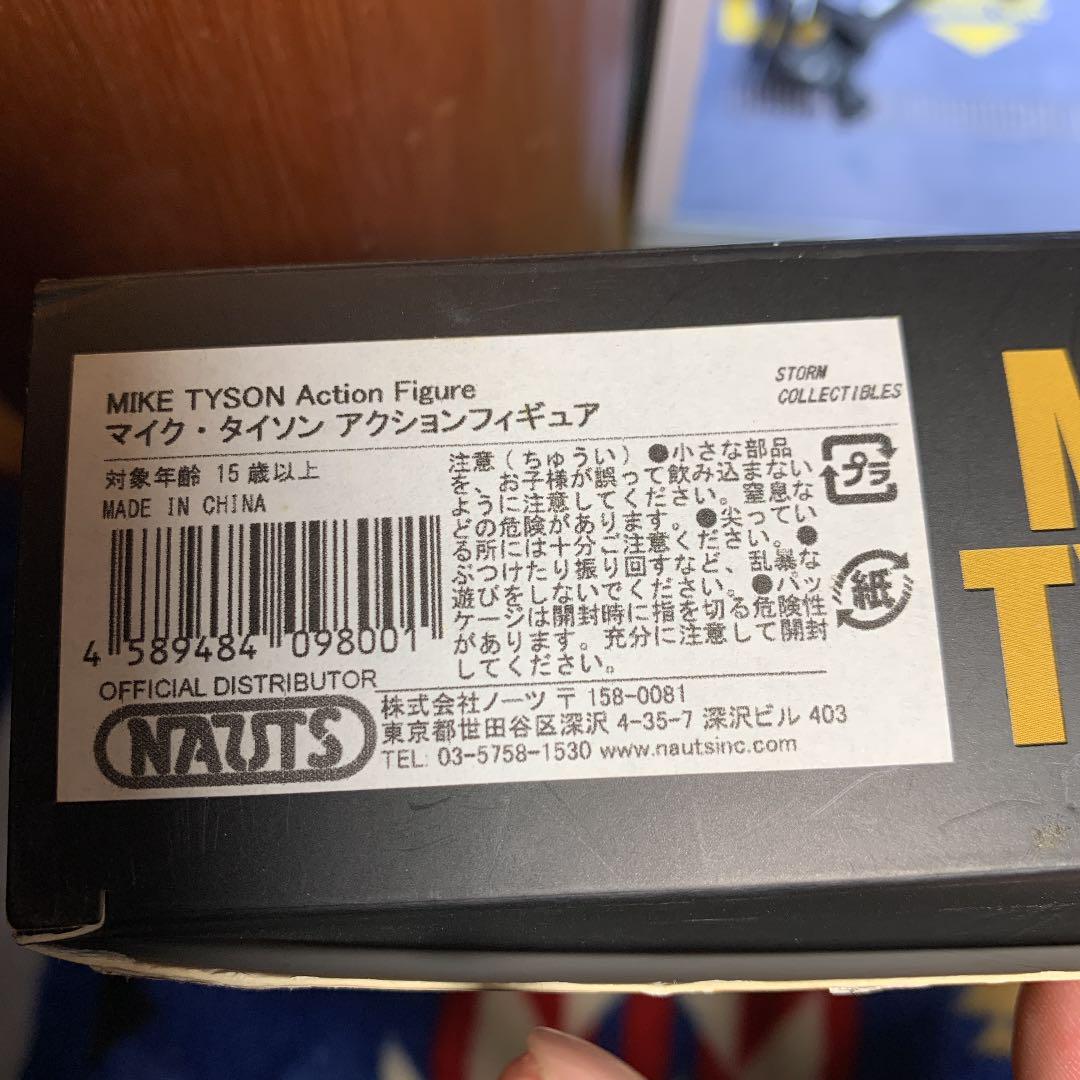 MIKE TYSON Action Figure
マイク・タイソン アクションフィギュア
STORM
COLLECTIBLES
対象年齢 15歳以上
MADE IN CHINA
4 589484 098001
注意（ちゅうい）●小さな部品
を、お子様が誤って飲み込まない
ように注意してください。窒息な
どの危険があります。●尖ってい
る所には十分ご注意ください。●
ぶつけたり振り回すなど、乱暴な
遊びをしないでください。●パッ
ケージは開封時に指を切る危険性
があります。充分に注意して開封
してください。
プラ
紙
OFFICIAL DISTRIBUTOR
NAUTS
株式会社ノーツ 〒158-0081
東京都世田谷区深沢 4-35-7 深沢ビル 403
TEL: 03-5758-1530 www.nautsinc.com
M
T